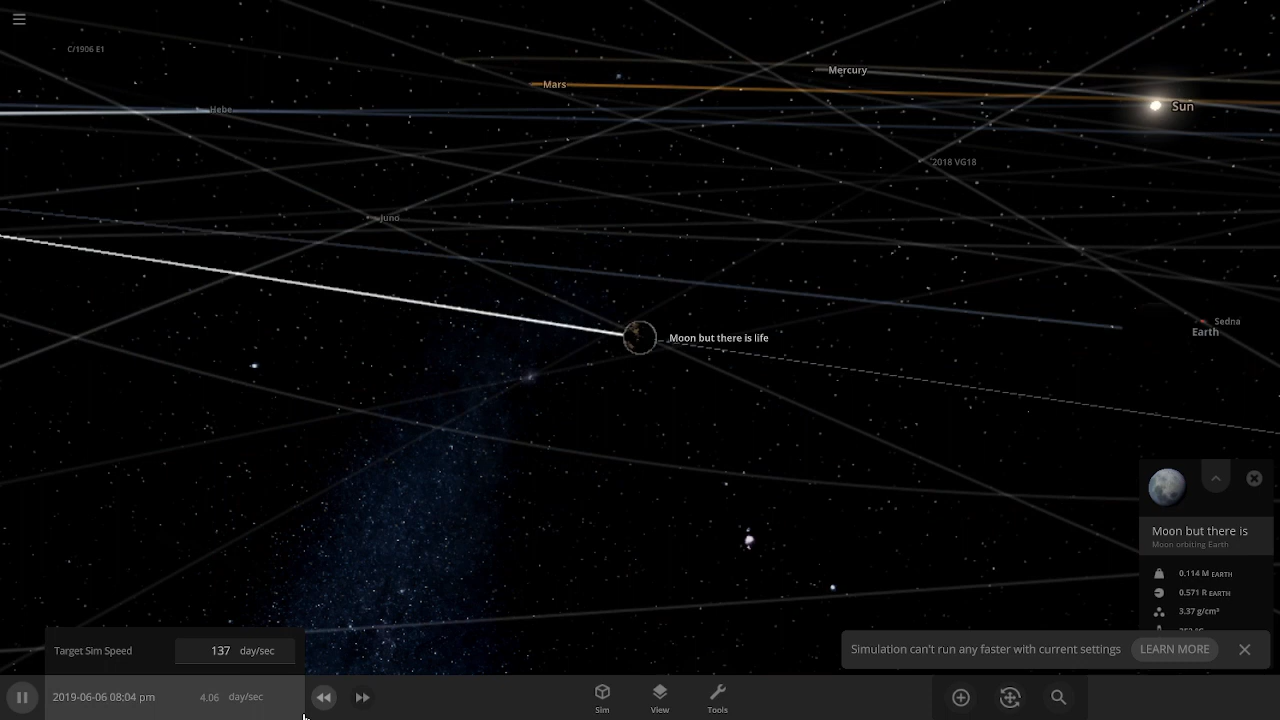 C/1906 E1
Mars
Mercury
Sun
Hebe
2018 VG18
Juno
Moon but there is life
Sedna
Earth
Moon but there is
Moon orbiting Earth
0.114 M EARTH
0.571 R EARTH
3.37 g/cm³
Target Sim Speed 137 day/sec
Simulation can't run any faster with current settings LEARN MORE
2019-06-06 08:04 pm 4.06 day/sec
Sim View Tools